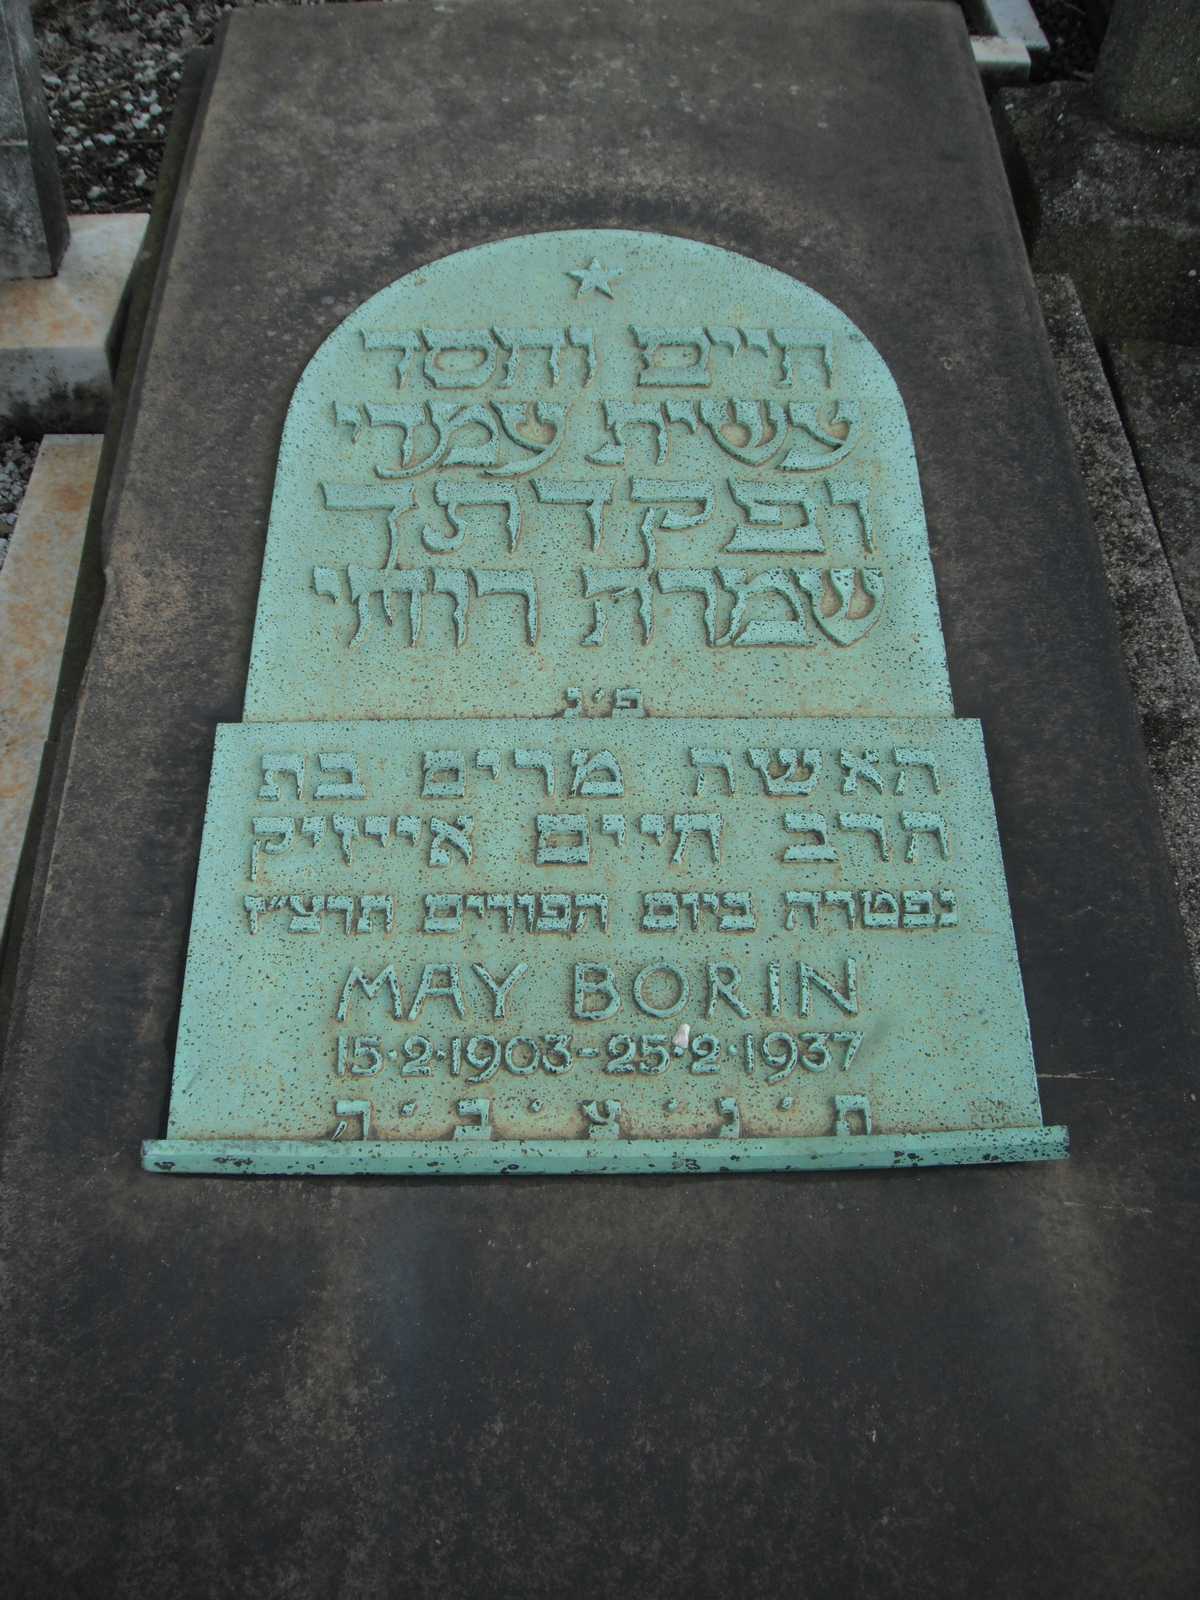 חיים וחסד
עשית עמדי
ופקדתך
שמרה רוחי
פ׳נ
האשה מרים בת
הרב חיים אייזיק
נפטרה ביום הפורים תרצ״ז
MAY BORIN
15·2·1903-25·2·1937
ת׳נ׳צ׳ב׳ה